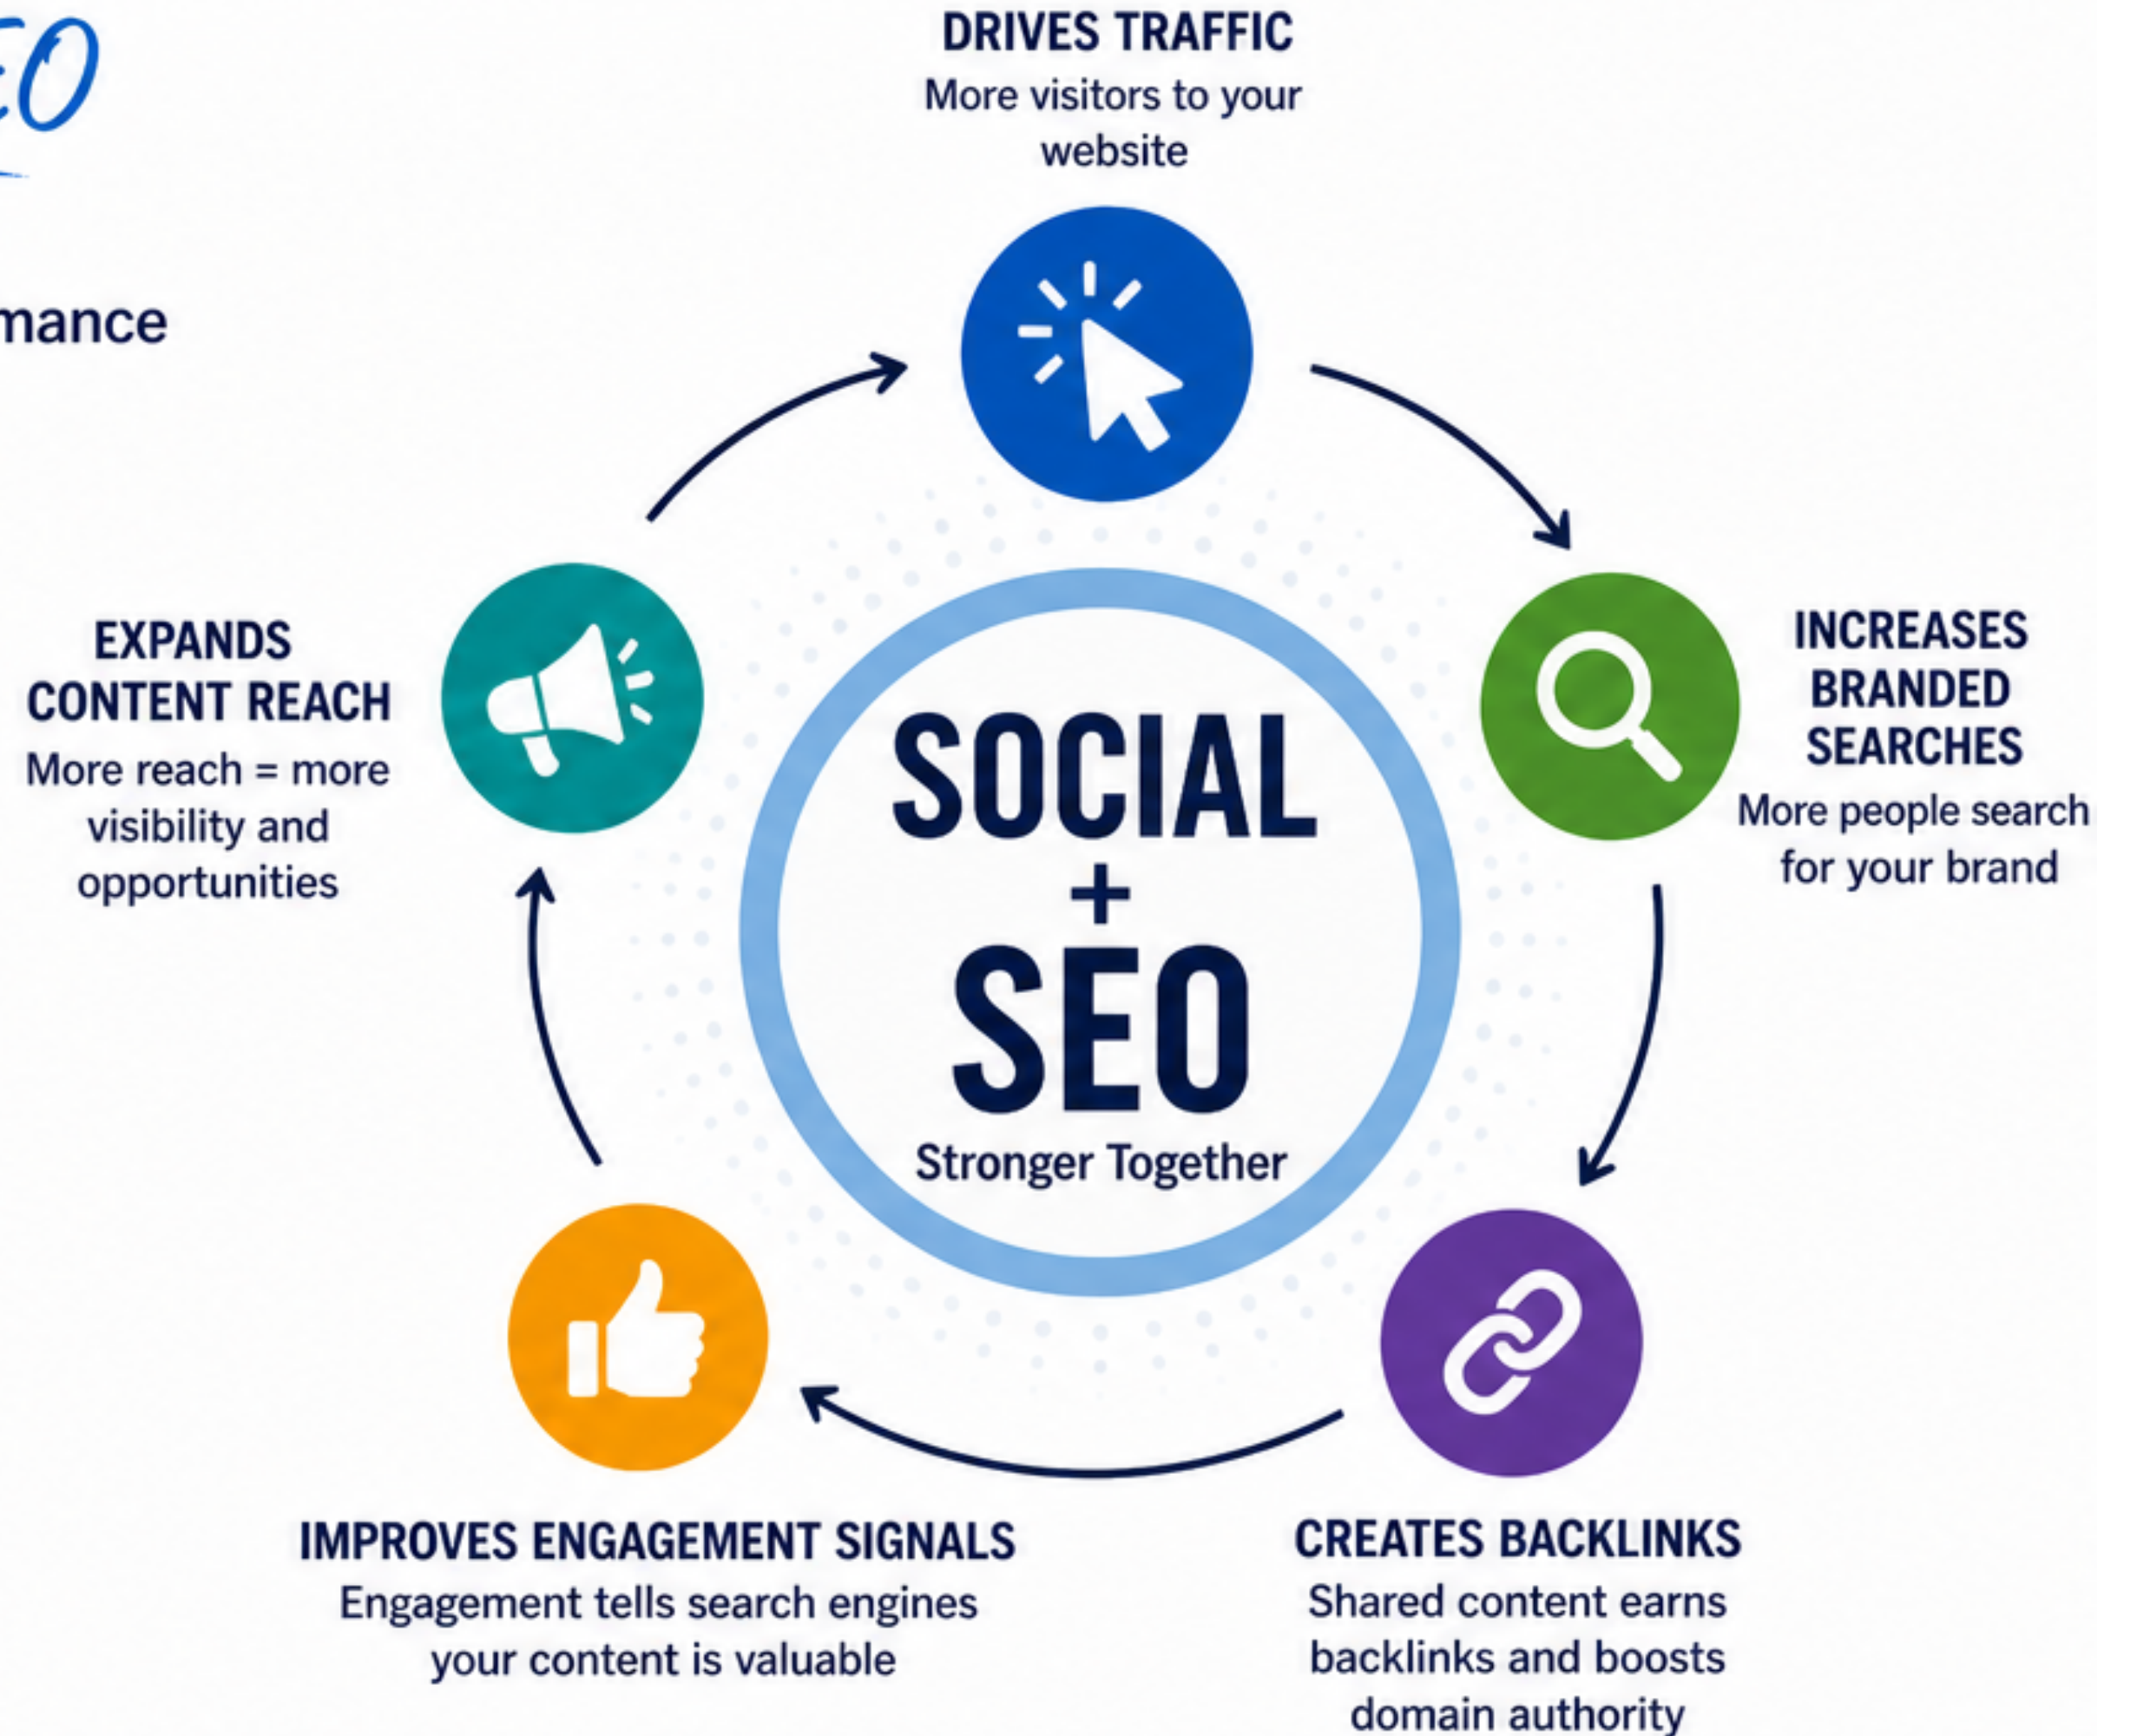 EO
mance
DRIVES TRAFFIC
More visitors to your
website
INCREASES
BRANDED
SEARCHES
More people search
for your brand
CREATES BACKLINKS
Shared content earns
backlinks and boosts
domain authority
IMPROVES ENGAGEMENT SIGNALS
Engagement tells search engines
your content is valuable
EXPANDS
CONTENT REACH
More reach = more
visibility and
opportunities
SOCIAL
+
SEO
Stronger Together